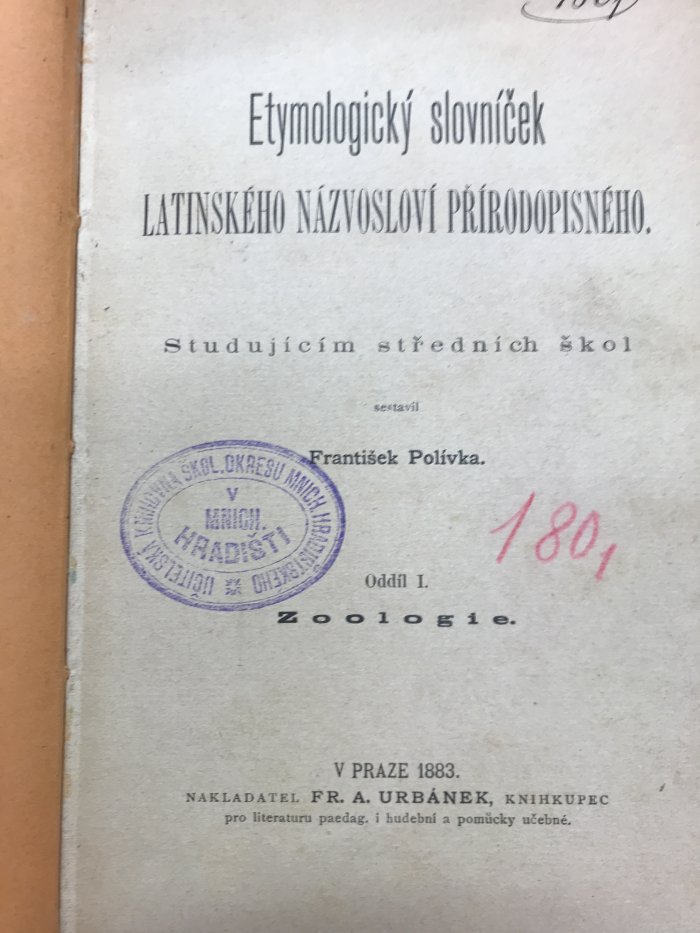 Etymologický slovníček
LATINSKÉHO NÁZVOSLOVÍ PŘÍRODOPISNÉHO.
Studujícím středních škol
sestavil
František Polívka.
UČITELSKÁ KNIHOVNA ŠKOL. OKRESU MNICH. HRADIŠŤSKÉHO
V
MNICH.
HRADIŠTI
180,
Oddíl I.
Zoologie.
V PRAZE 1883.
NAKLADATEL FR. A. URBÁNEK, KNIHKUPEC
pro literaturu paedag. i hudební a pomůcky učebné.